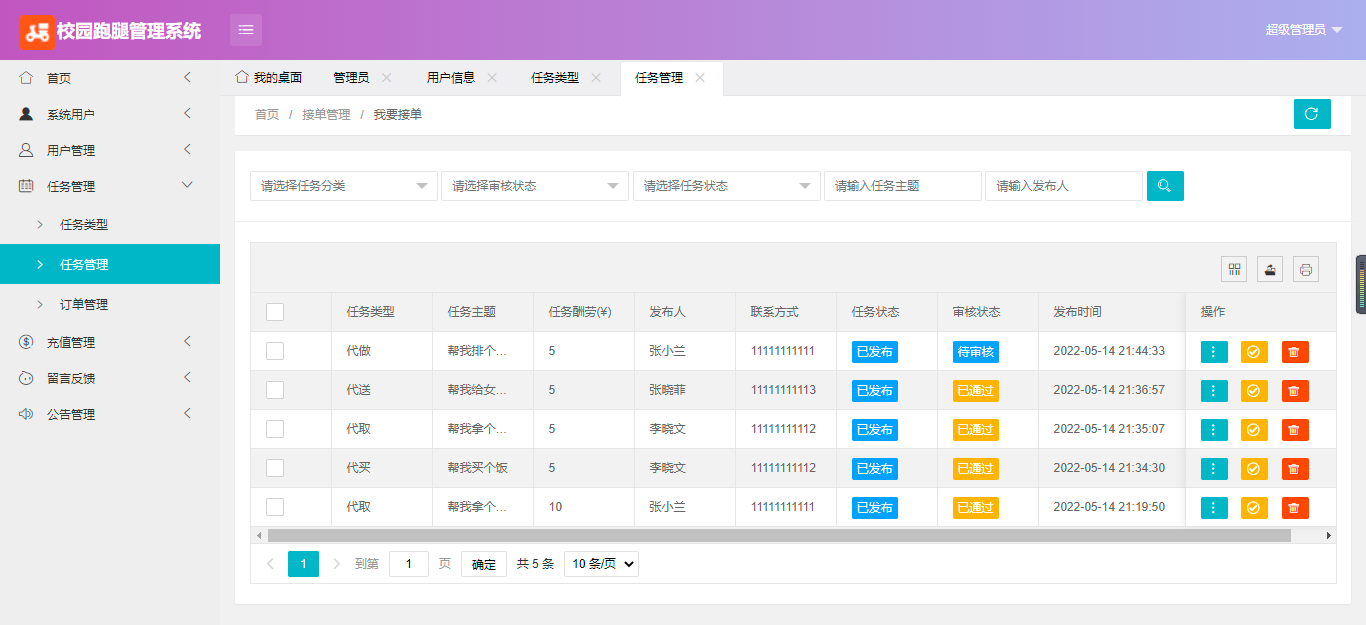 校园跑腿管理系统
超级管理员
首页
系统用户
用户管理
任务管理
任务类型
任务管理
订单管理
充值管理
留言反馈
公告管理
我的桌面 管理员 用户信息 任务类型 任务管理
首页 / 接单管理 / 我要接单
请选择任务分类 请选择审核状态 请选择任务状态 请输入任务主题 请输入发布人
任务类型 任务主题 任务酬劳(¥) 发布人 联系方式 任务状态 审核状态 发布时间 操作
代做 帮我排个... 5 张小兰 11111111111 已发布 待审核 2022-05-14 21:44:33
代送 帮我给女... 5 张晓菲 11111111113 已发布 已通过 2022-05-14 21:36:57
代取 帮我拿个... 5 李晓文 11111111112 已发布 已通过 2022-05-14 21:35:07
代买 帮我买个饭 5 李晓文 11111111112 已发布 已通过 2022-05-14 21:34:30
代取 帮我拿个... 10 张小兰 11111111111 已发布 已通过 2022-05-14 21:19:50
1 到第 1 页 确定 共 5 条 10 条/页